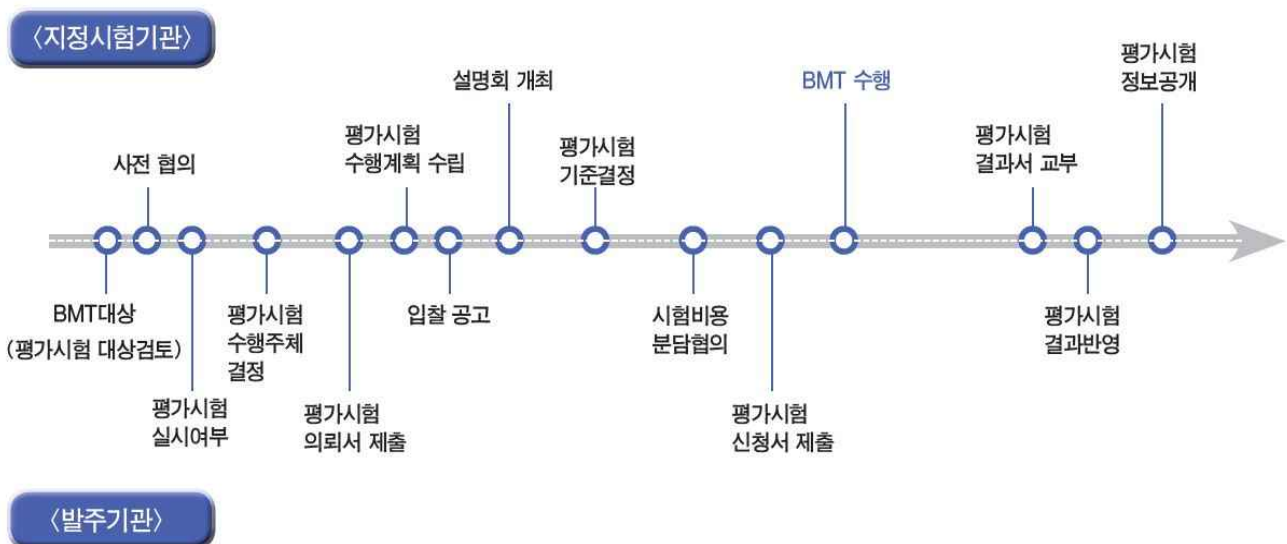 〈지정시험기관〉
사전 협의
평가시험
수행계획 수립
설명회 개최
평가시험
기준결정
BMT 수행
평가시험
결과서 교부
평가시험
정보공개
BMT대상
(평가시험 대상검토)
평가시험
실시여부
평가시험
수행주체
결정
평가시험
의뢰서 제출
입찰 공고
시험비용
분담협의
평가시험
신청서 제출
평가시험
결과반영
〈발주기관〉